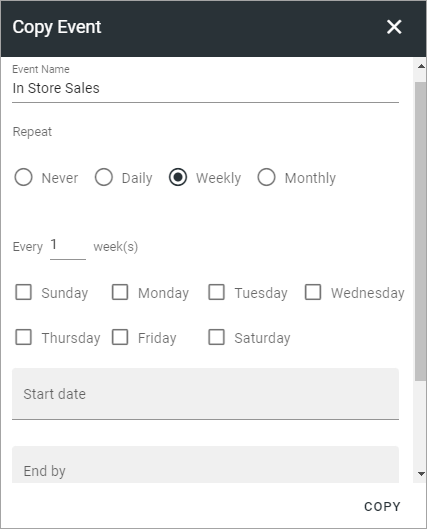 Copy Event
Event Name
In Store Sales
Repeat
Never Daily Weekly Monthly
Every 1 week(s)
Sunday Monday Tuesday Wednesday
Thursday Friday Saturday
Start date
End by
COPY